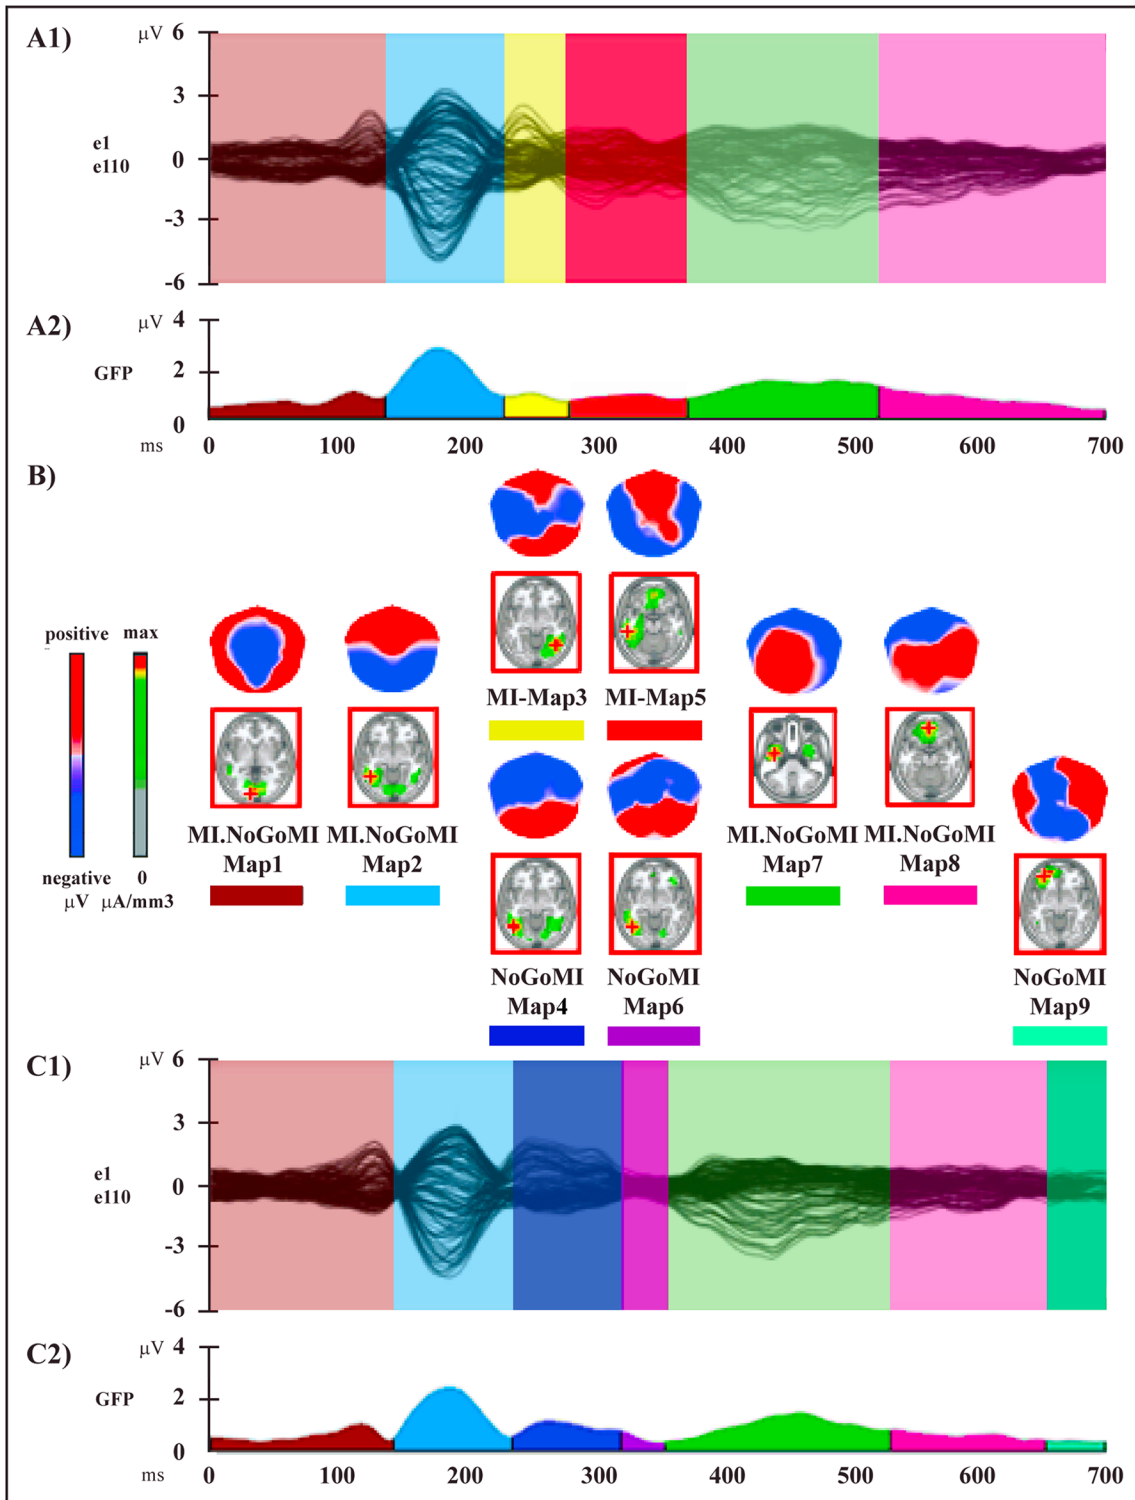 A1)
μV 6
3
e1
e110
0
-3
-6
A2)
μV 4
GFP
2
0
ms 0 100 200 300 400 500 600 700
B)
positive max
negative 0
μV μA/mm3
MI.NoGoMI
Map1
MI.NoGoMI
Map2
MI-Map3
MI-Map5
NoGoMI
Map4
NoGoMI
Map6
MI.NoGoMI
Map7
MI.NoGoMI
Map8
NoGoMI
Map9
C1)
μV 6
3
e1
e110
0
-3
-6
C2)
μV 4
GFP
2
0
ms 0 100 200 300 400 500 600 700